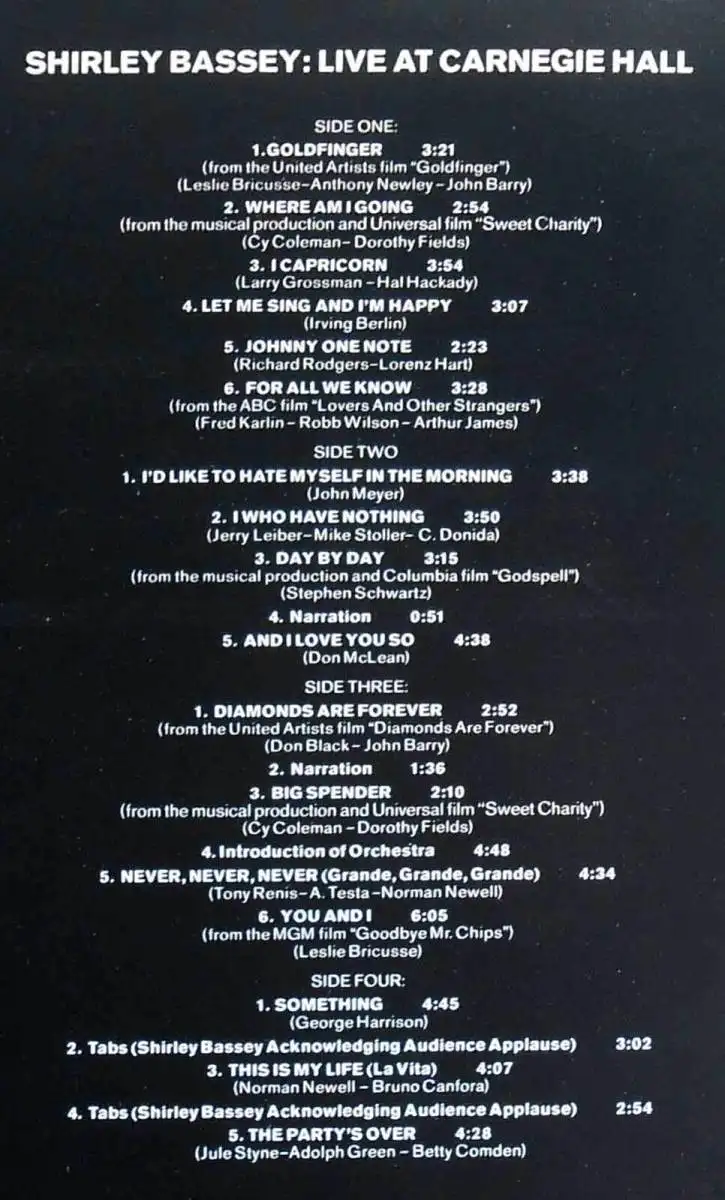 SHIRLEY BASSEY: LIVE AT CARNEGIE HALL
SIDE ONE:
1.GOLDFINGER 3:21
(from the United Artists film "Goldfinger")
(Leslie Bricusse-Anthony Newley-John Barry)
2. WHERE AM I GOING 2:54
(from the musical production and Universal film "Sweet Charity")
(Cy Coleman-Dorothy Fields)
3. I CAPRICORN 3:54
(Larry Grossman-Hal Hackady)
4. LET ME SING AND I'M HAPPY 3:07
(Irving Berlin)
5. JOHNNY ONE NOTE 2:23
(Richard Rodgers-Lorenz Hart)
6. FOR ALL WE KNOW 3:28
(from the ABC film "Lovers And Other Strangers")
(Fred Karlin-Robb Wilson-Arthur James)
SIDE TWO
1. I'D LIKE TO HATE MYSELF IN THE MORNING 3:38
(John Meyer)
2. I WHO HAVE NOTHING 3:50
(Jerry Leiber-Mike Stoller-C. Donida)
3. DAY BY DAY 3:15
(from the musical production and Columbia film "Godspell")
(Stephen Schwartz)
4. Narration 0:51
5. AND I LOVE YOU SO 4:38
(Don McLean)
SIDE THREE:
1. DIAMONDS ARE FOREVER 2:52
(from the United Artists film "Diamonds Are Forever")
(Don Black-John Barry)
2. Narration 1:36
3. BIG SPENDER 2:10
(from the musical production and Universal film "Sweet Charity")
(Cy Coleman-Dorothy Fields)
4. Introduction of Orchestra 4:48
5. NEVER, NEVER, NEVER (Grande, Grande, Grande) 4:34
(Tony Renis-A. Testa-Norman Newell)
6. YOU AND I 6:05
(from the MGM film "Goodbye Mr. Chips")
(Leslie Bricusse)
SIDE FOUR:
1. SOMETHING 4:45
(George Harrison)
2. Tabs (Shirley Bassey Acknowledging Audience Applause) 3:02
3. THIS IS MY LIFE (La Vita) 4:07
(Norman Newell-Bruno Canfora)
4. Tabs (Shirley Bassey Acknowledging Audience Applause) 2:54
5. THE PARTY'S OVER 4:28
(Jule Styne-Adolph Green-Betty Comden)